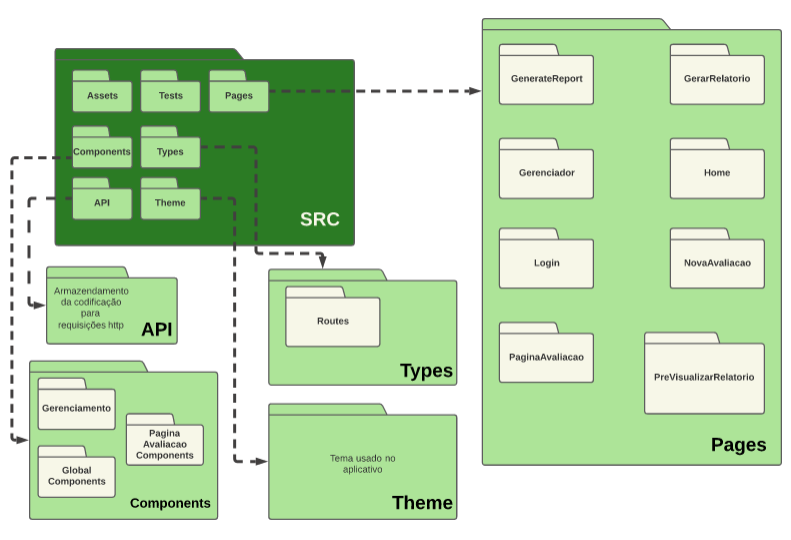 Assets
Tests
Pages
Components
Types
API
Theme
SRC
Armazendamento
da codificação
para
requisições http
API
Gerenciamento
Pagina
Avaliacao
Components
Global
Components
Components
Routes
Types
Tema usado no
aplicativo
Theme
GenerateReport
GerarRelatorio
Gerenciador
Home
Login
NovaAvaliacao
PaginaAvaliacao
PreVisualizarRelatorio
Pages